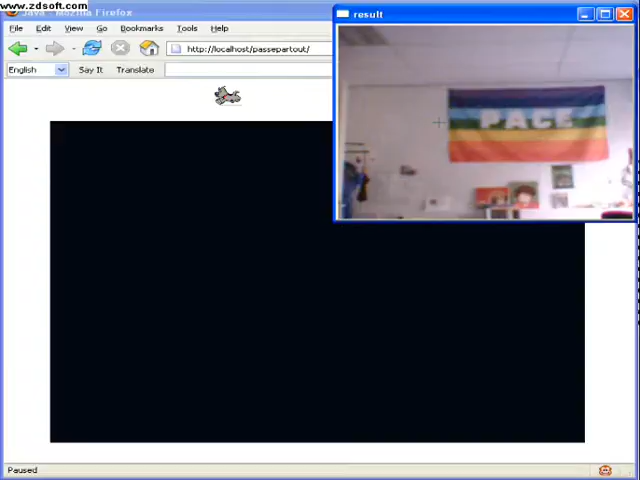 www.zdsoft.com
Java - Mozilla Firefox
result
File Edit View Go Bookmarks Tools Help
http://localhost/passepartout/
English Say It Translate
PACE
Paused